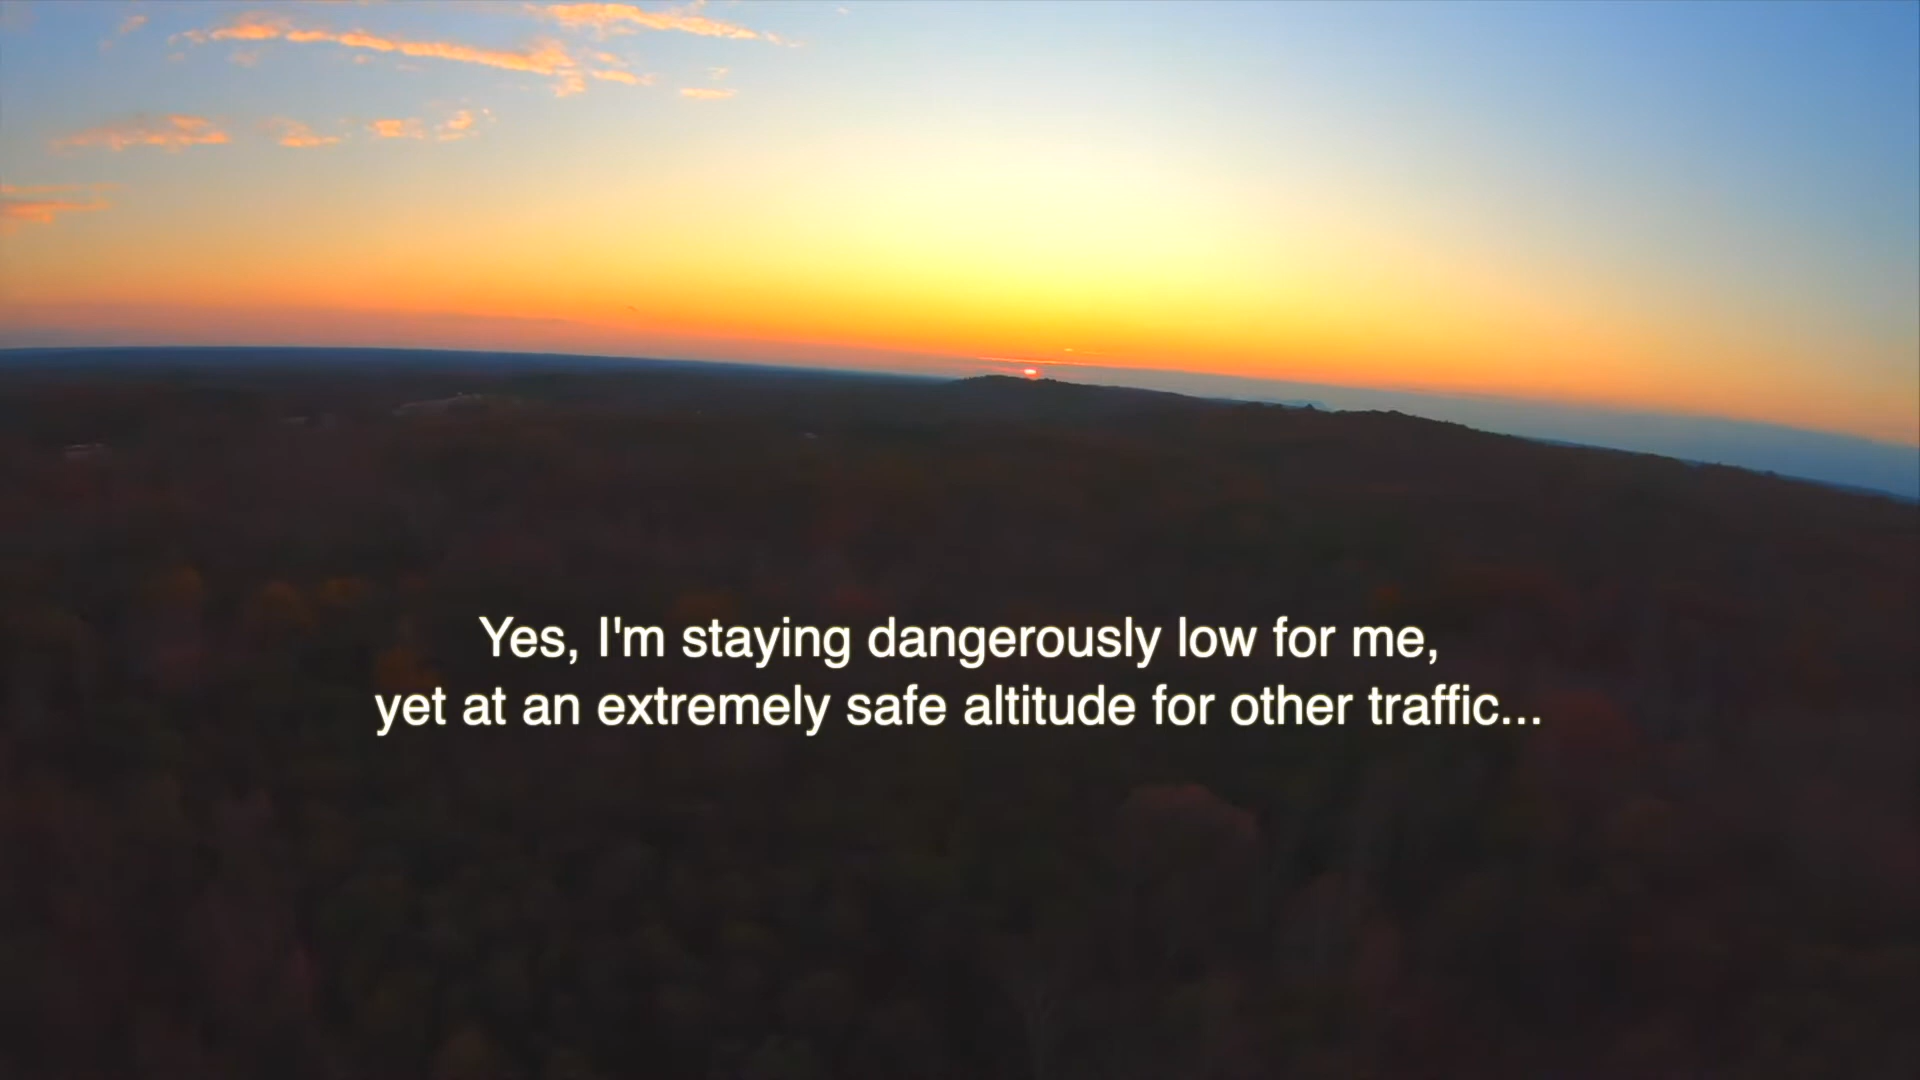 Yes, I'm staying dangerously low for me,
yet at an extremely safe altitude for other traffic...